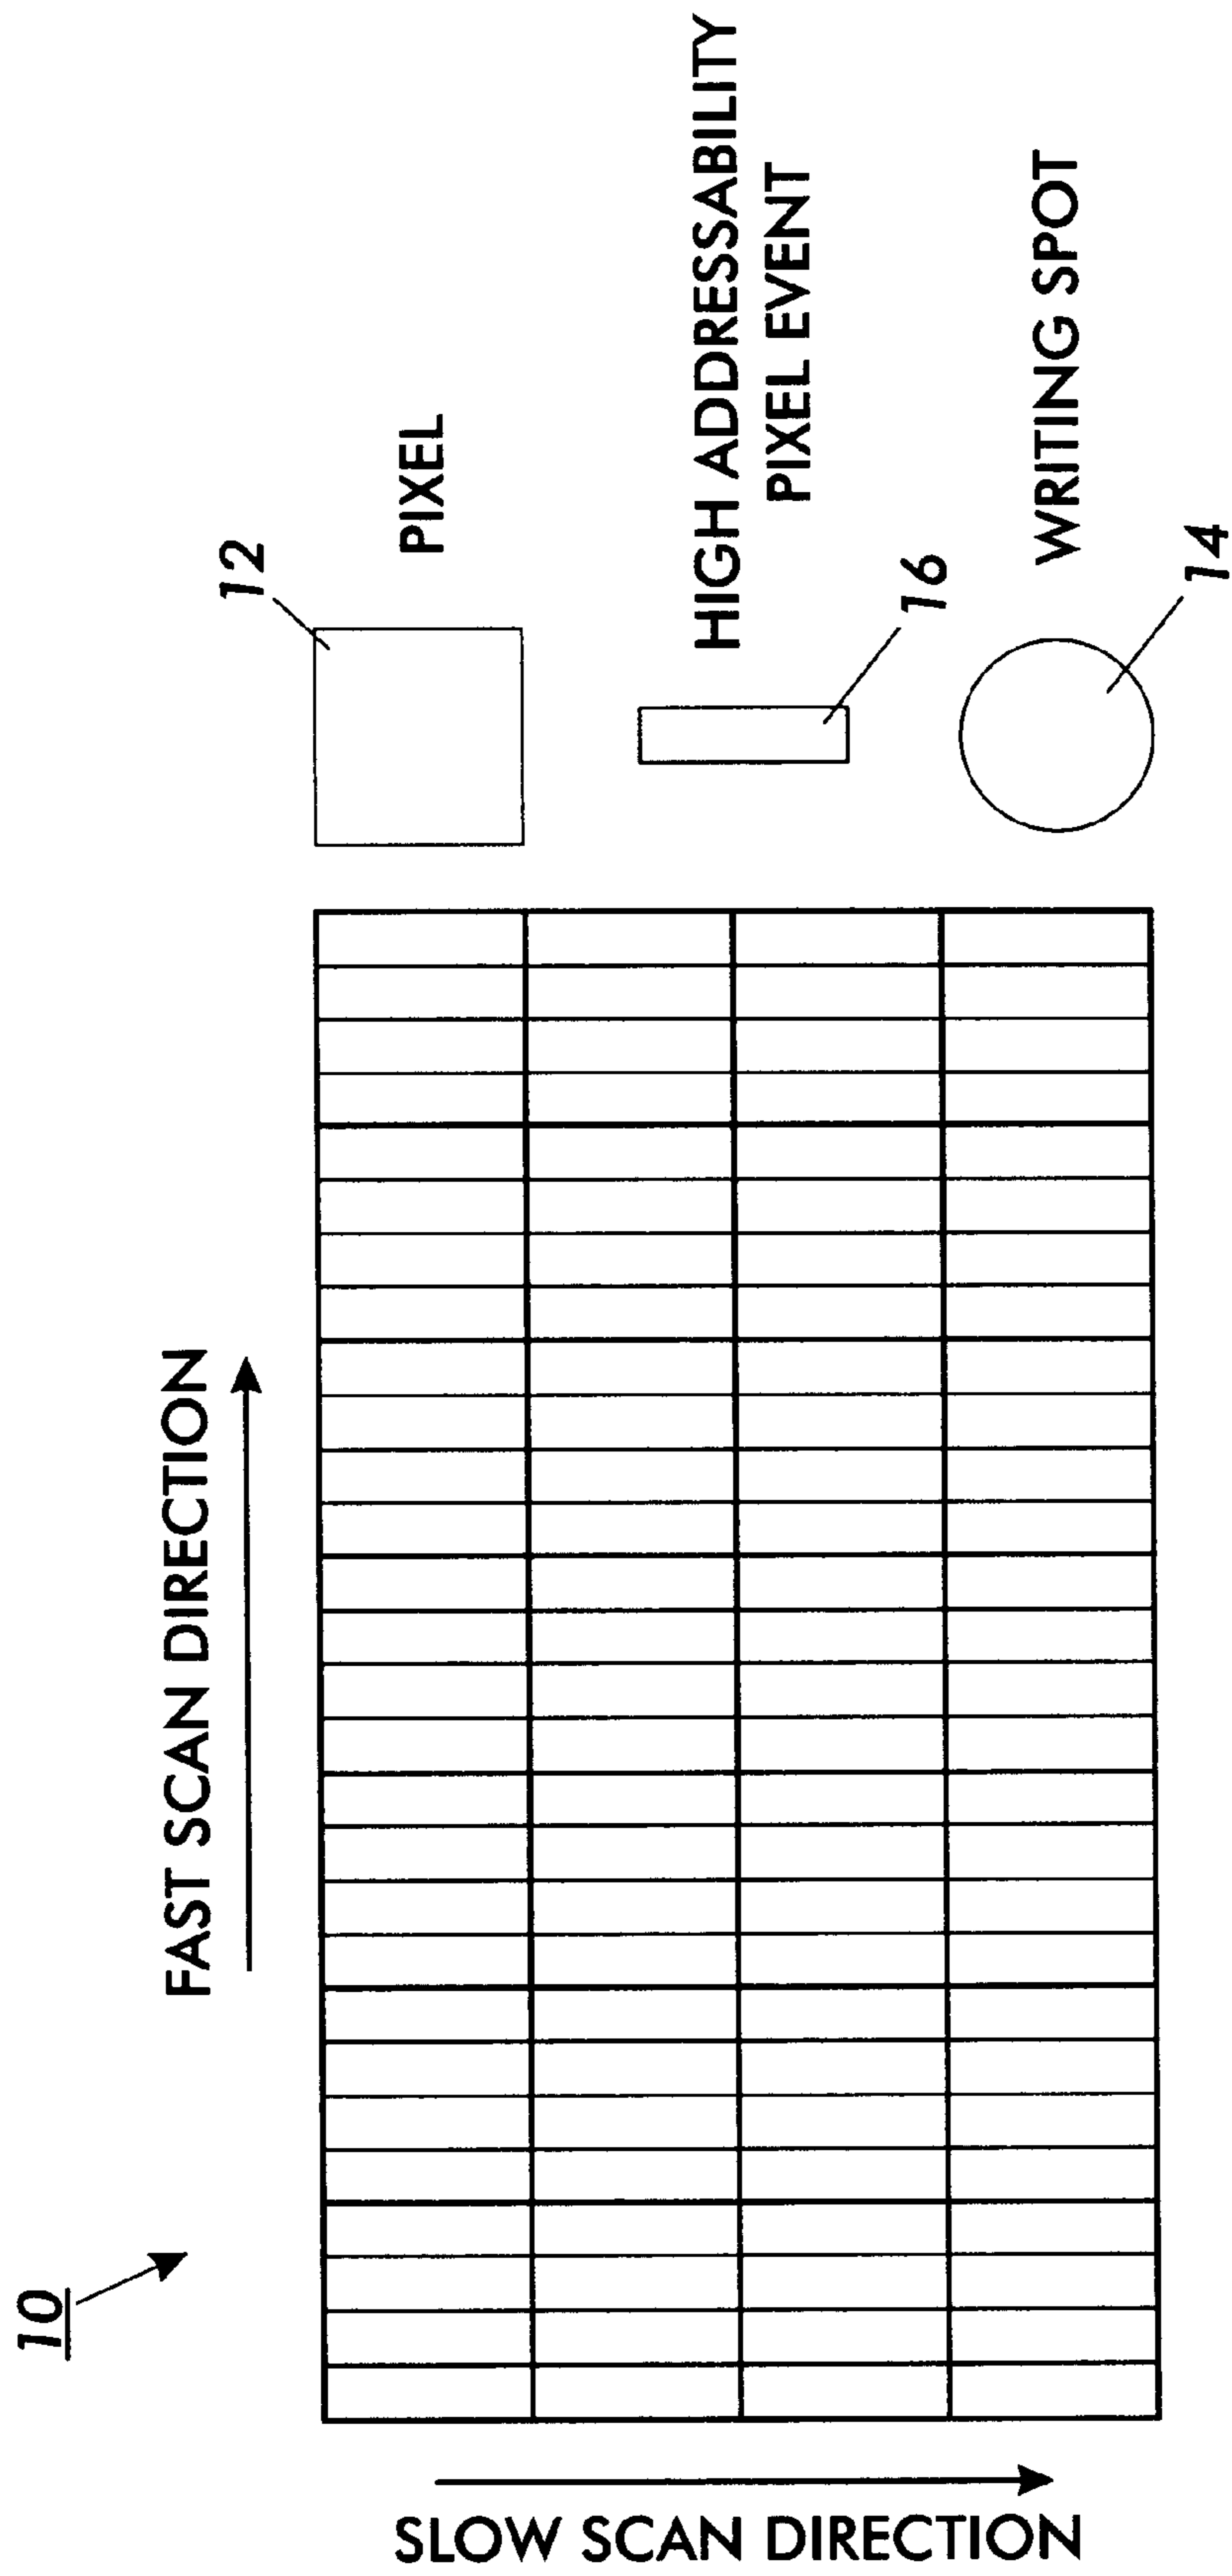 10
FAST SCAN DIRECTION
SLOW SCAN DIRECTION
12
PIXEL
HIGH ADDRESSABILITY
PIXEL EVENT
16
WRITING SPOT
14